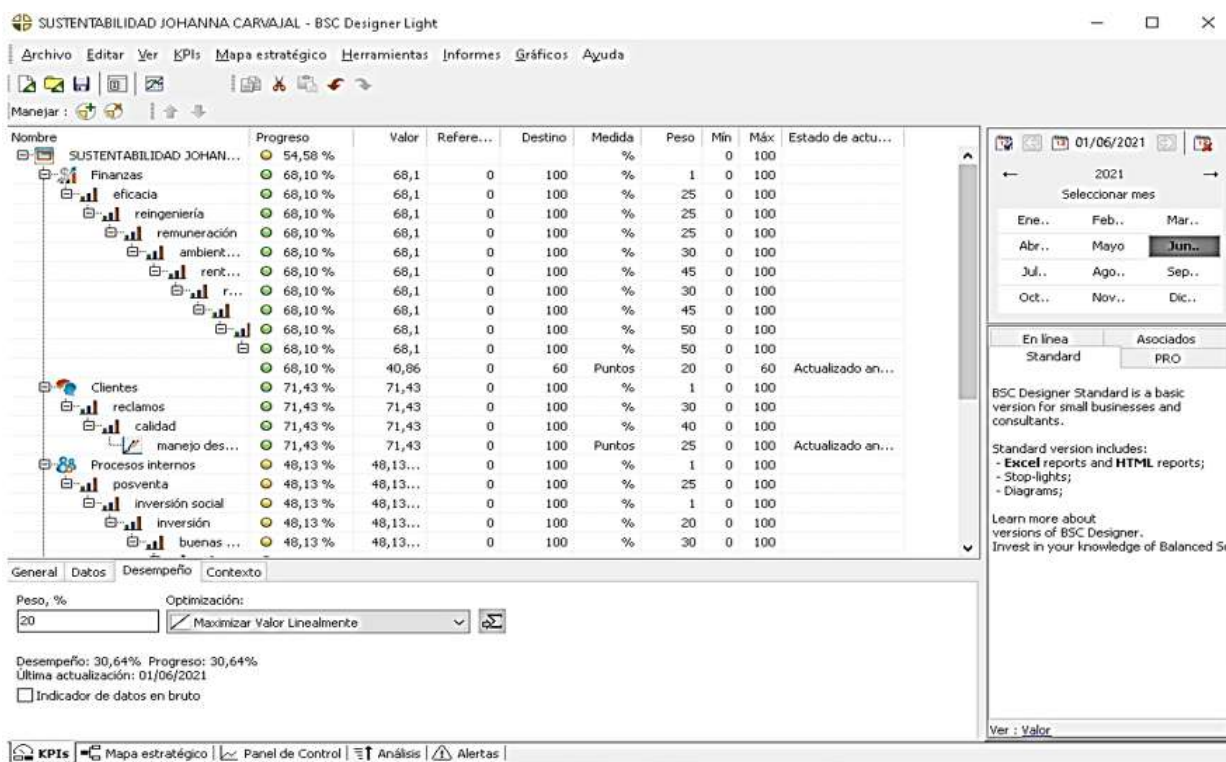 SUSTENTABILIDAD JOHANNA CARVAJAL - BSC Designer Light
Archivo Editar Ver KPIs Mapa estratégico Herramientas Informes Gráficos Ayuda
Manejar :
Nombre Progreso Valor Refere... Destino Medida Peso Mín Máx Estado de actu...
SUSTENTABILIDAD JOHAN... 54,58 % % 0 100
Finanzas 68,10 % 68,1 0 100 % 1 0 100
eficacia 68,10 % 68,1 0 100 % 25 0 100
reingeniería 68,10 % 68,1 0 100 % 25 0 100
remuneración 68,10 % 68,1 0 100 % 25 0 100
ambient... 68,10 % 68,1 0 100 % 30 0 100
rent... 68,10 % 68,1 0 100 % 45 0 100
r... 68,10 % 68,1 0 100 % 30 0 100
68,10 % 68,1 0 100 % 45 0 100
68,10 % 68,1 0 100 % 50 0 100
68,10 % 68,1 0 100 % 50 0 100
68,10 % 40,86 0 60 Puntos 20 0 60 Actualizado an...
Clientes 71,43 % 71,43 0 100 % 1 0 100
reclamos 71,43 % 71,43 0 100 % 30 0 100
calidad 71,43 % 71,43 0 100 % 40 0 100
manejo des... 71,43 % 71,43 0 100 Puntos 25 0 100 Actualizado an...
Procesos internos 48,13 % 48,13... 0 100 % 1 0 100
posventa 48,13 % 48,13... 0 100 % 25 0 100
inversión social 48,13 % 48,13... 0 100 % 1 0 100
inversión 48,13 % 48,13... 0 100 % 20 0 100
buenas ... 48,13 % 48,13... 0 100 % 30 0 100
General Datos Desempeño Contexto
Peso, % Optimización:
20 Maximizar Valor Linealmente
Desempeño: 30,64% Progreso: 30,64%
Última actualización: 01/06/2021
Indicador de datos en bruto
KPIs Mapa estratégico Panel de Control Análisis Alertas
01/06/2021
2021
Seleccionar mes
Ene.. Feb.. Mar..
Abr.. Mayo Jun..
Jul.. Ago.. Sep..
Oct.. Nov.. Dic..
En línea Asociados
Standard PRO
BSC Designer Standard is a basic
version for small businesses and
consultants.
Standard version includes:
- Excel reports and HTML reports;
- Stop-lights;
- Diagrams;
Learn more about
versions of BSC Designer.
Invest in your knowledge of Balanced S
Ver : Valor